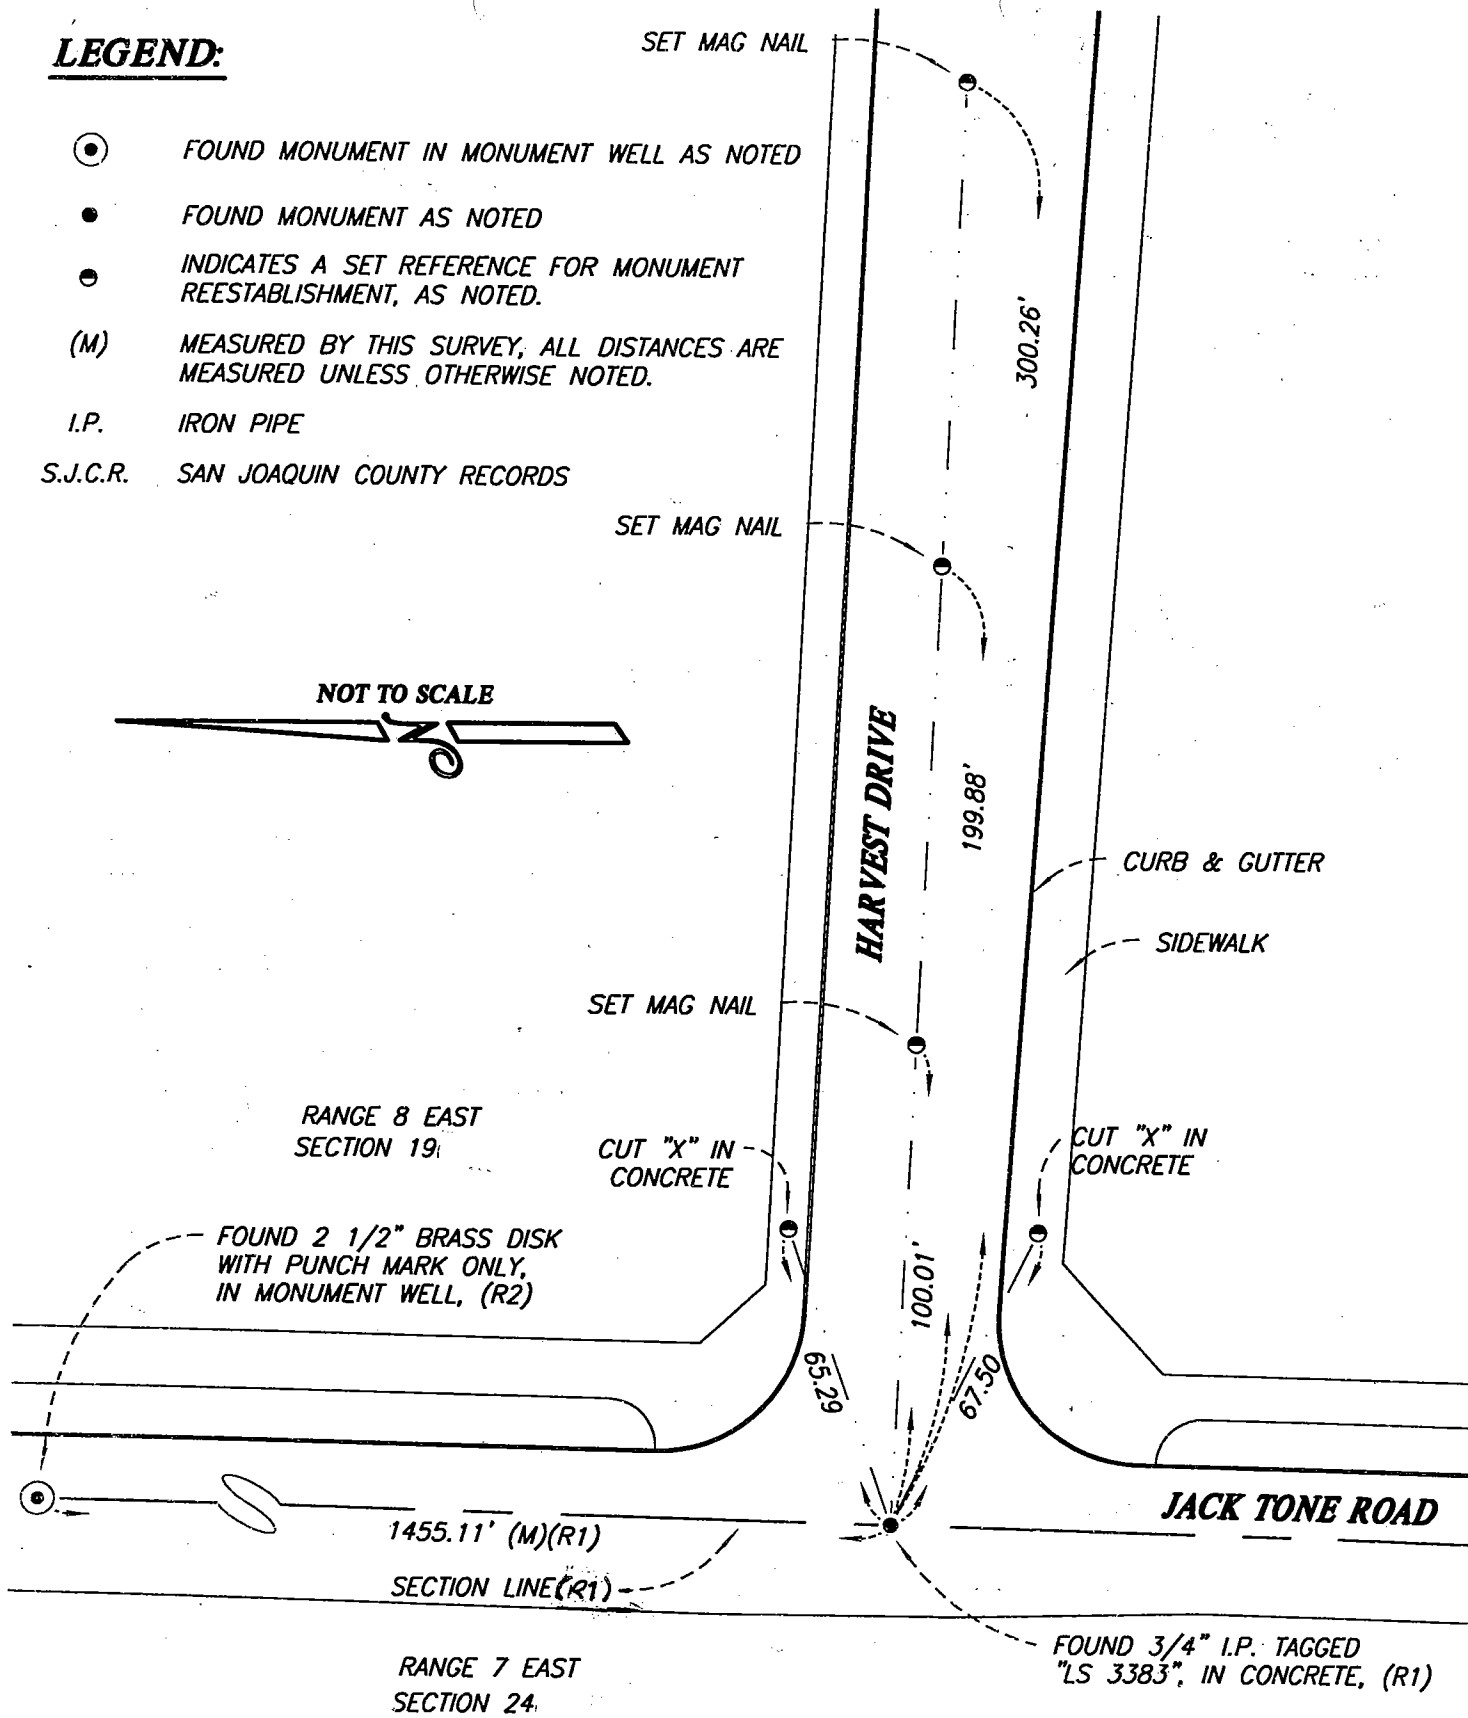 LEGEND:
FOUND MONUMENT IN MONUMENT WELL AS NOTED
FOUND MONUMENT AS NOTED
INDICATES A SET REFERENCE FOR MONUMENT
REESTABLISHMENT, AS NOTED.
(M) MEASURED BY THIS SURVEY, ALL DISTANCES ARE
MEASURED UNLESS OTHERWISE NOTED.
I.P. IRON PIPE
S.J.C.R. SAN JOAQUIN COUNTY RECORDS
SET MAG NAIL
300.26'
SET MAG NAIL
NOT TO SCALE
N
HARVEST DRIVE
199.88'
CURB & GUTTER
SIDEWALK
SET MAG NAIL
RANGE 8 EAST
SECTION 19
CUT "X" IN
CONCRETE
CUT "X" IN
CONCRETE
FOUND 2 1/2" BRASS DISK
WITH PUNCH MARK ONLY,
IN MONUMENT WELL, (R2)
100.01'
65.29
67.50
JACK TONE ROAD
1455.11' (M)(R1)
SECTION LINE(R1)
FOUND 3/4" I.P. TAGGED
"LS 3383", IN CONCRETE, (R1)
RANGE 7 EAST
SECTION 24